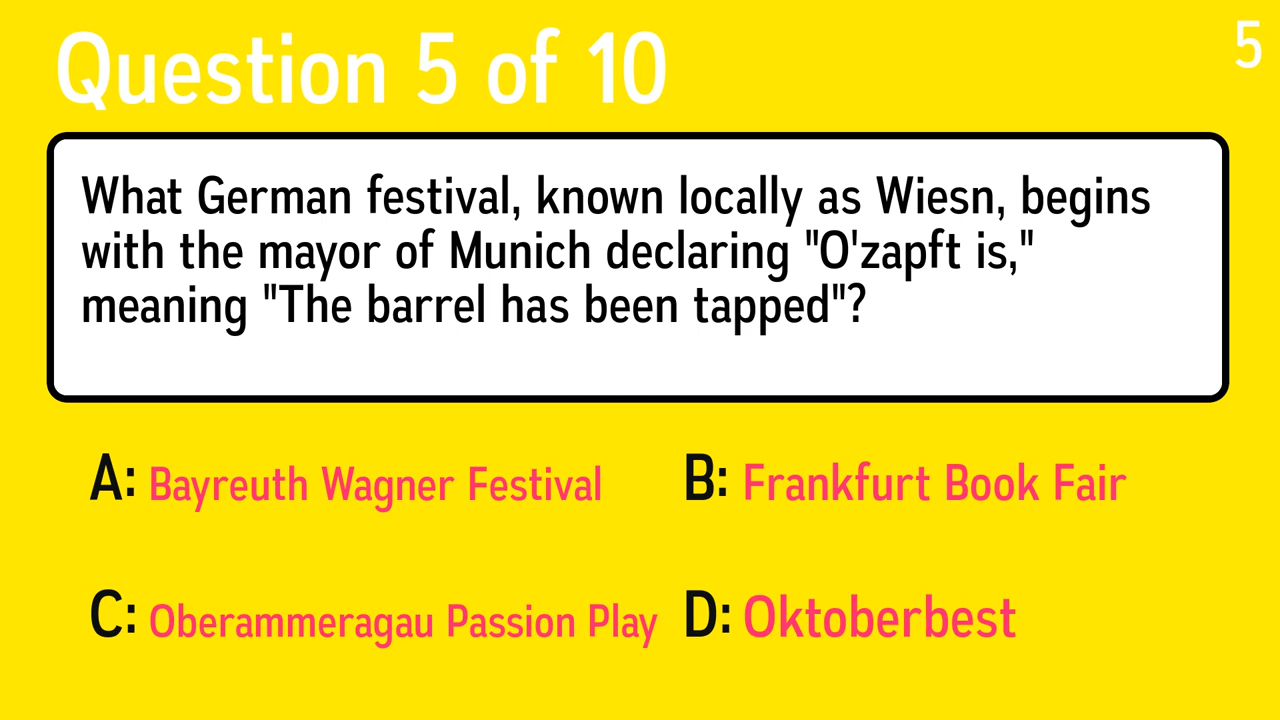 Question 5 of 10
5
What German festival, known locally as Wiesn, begins
with the mayor of Munich declaring "O'zapft is,"
meaning "The barrel has been tapped"?
A: Bayreuth Wagner Festival
B: Frankfurt Book Fair
C: Oberammeragau Passion Play
D: Oktoberbest